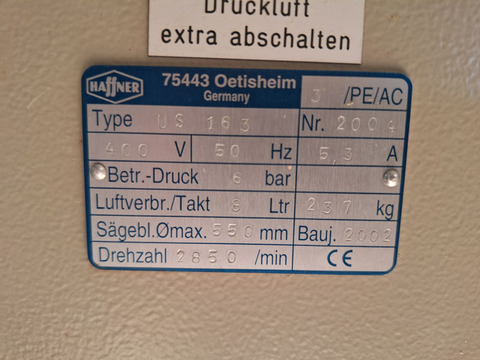 Druckluft
extra abschalten
HAffNER 75443 Oetisheim
Germany
3 /PE/AC
Type US 163 Nr. 2004
400 V 50 Hz 5,3 A
Betr.-Druck 6 bar
Luftverbr./Takt 8 Ltr 237 kg
Sägebl.Ømax. 550 mm Bauj. 2002
Drehzahl 2850 /min CE